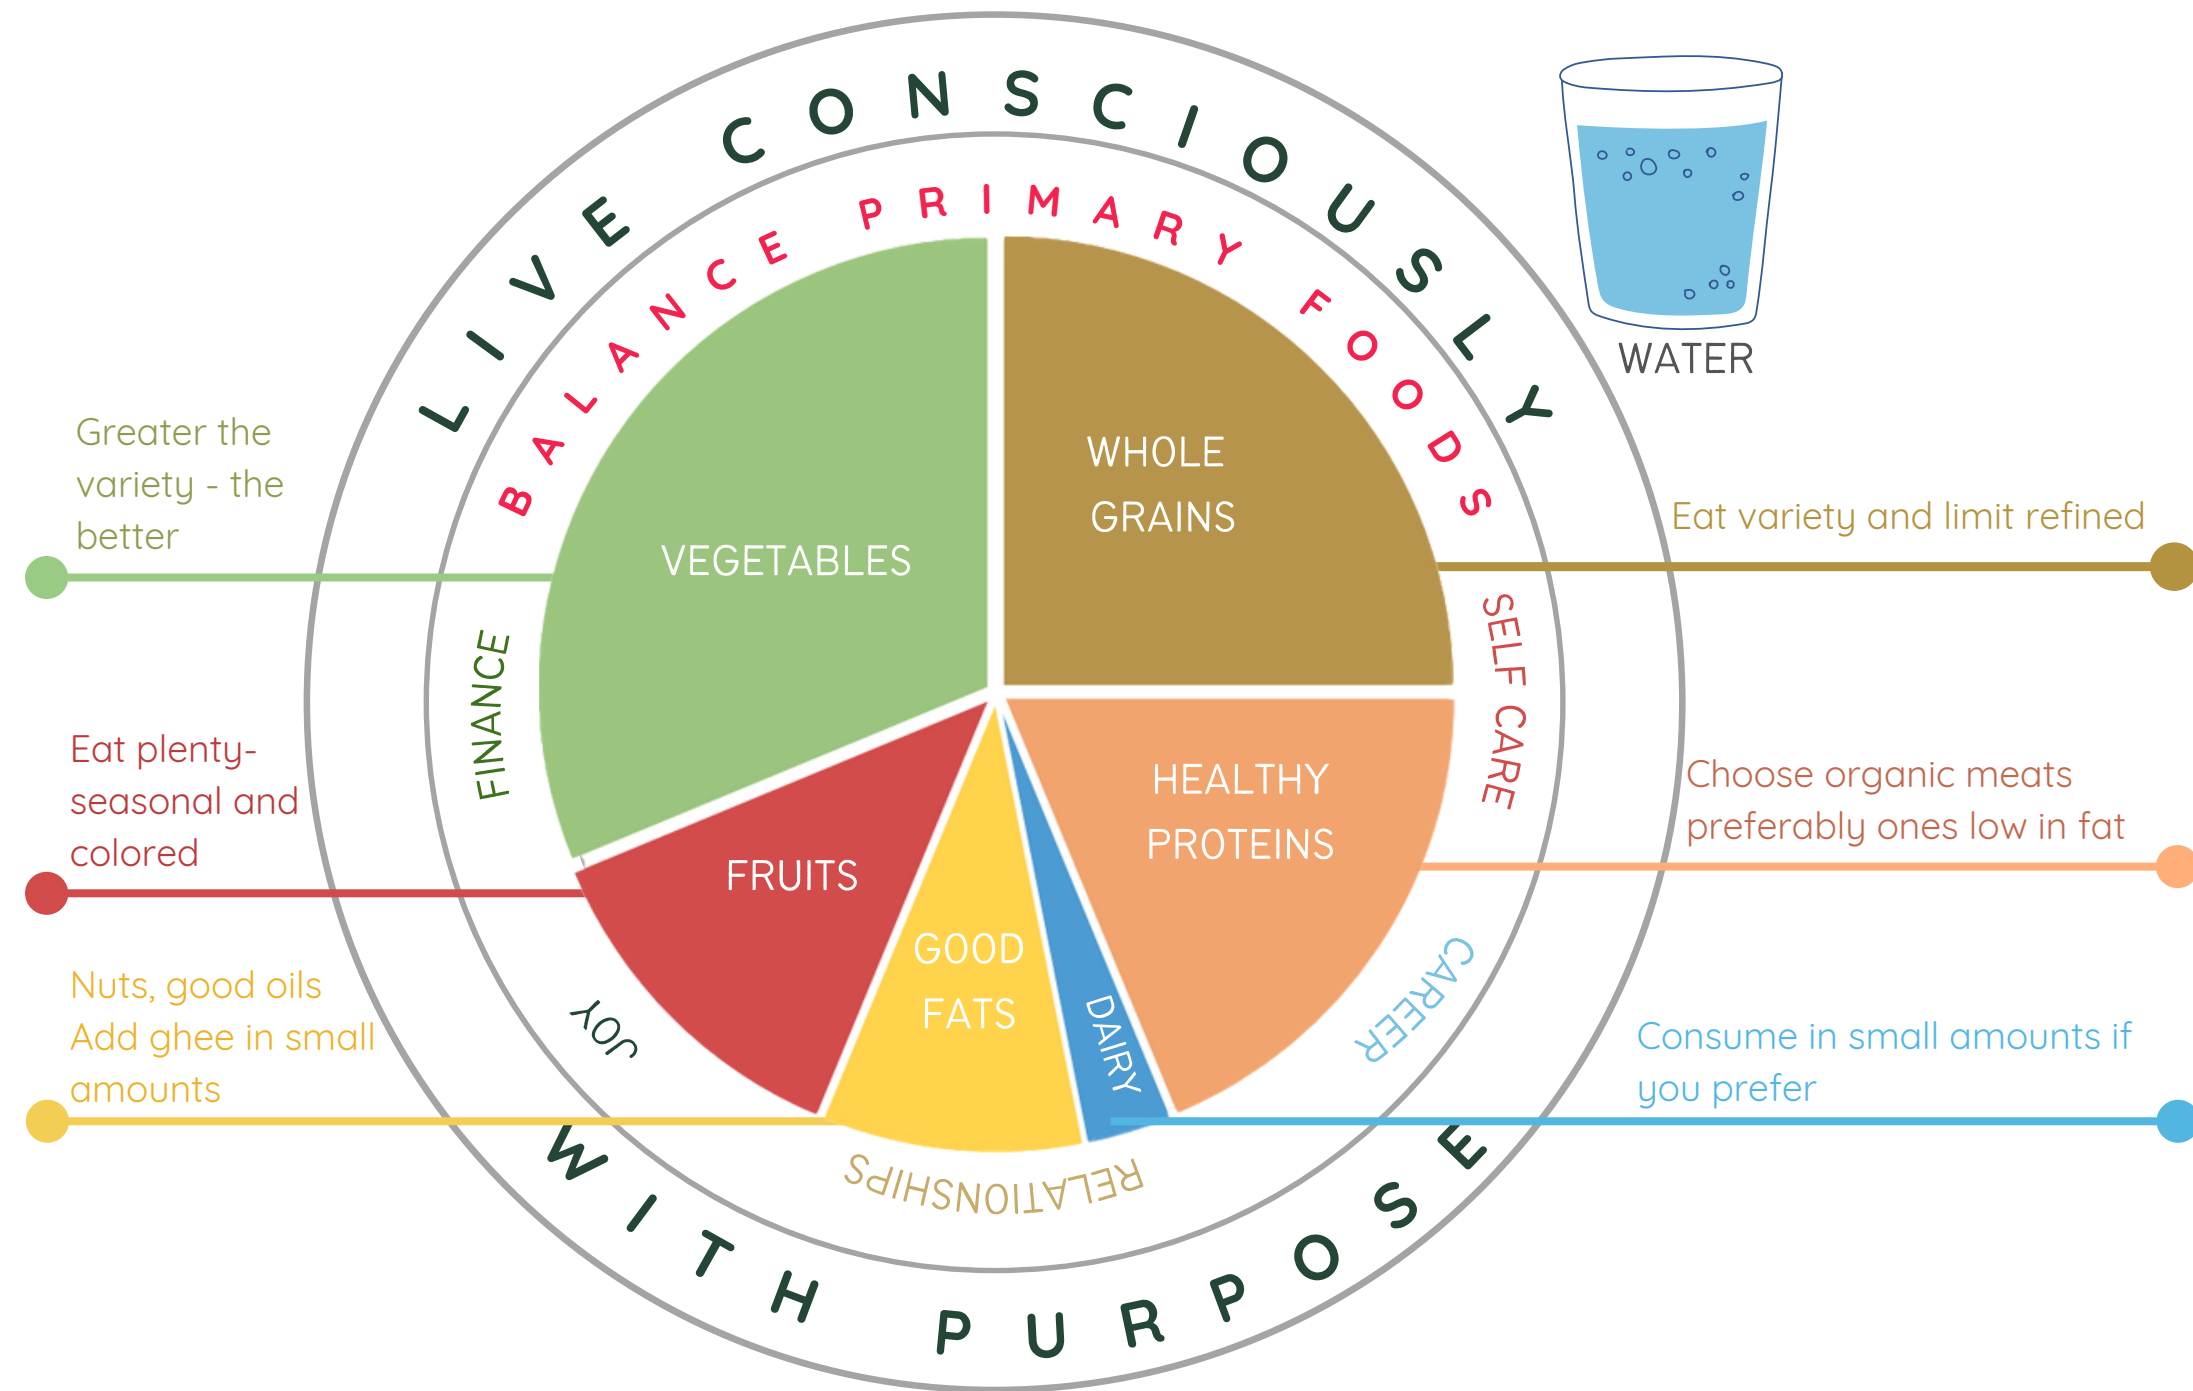 LIVE CONSCIOUSLY
BALANCE PRIMARY FOODS
WATER
Greater the
variety - the
better
VEGETABLES
WHOLE
GRAINS
Eat variety and limit refined
FINANCE
SELF CARE
Eat plenty-
seasonal and
colored
FRUITS
HEALTHY
PROTEINS
Choose organic meats
preferably ones low in fat
Nuts, good oils
Add ghee in small
amounts
GOOD
FATS
DAIRY
Consume in small amounts if
you prefer
JOY
CAREER
RELATIONSHIPS
WITH PURPOSE